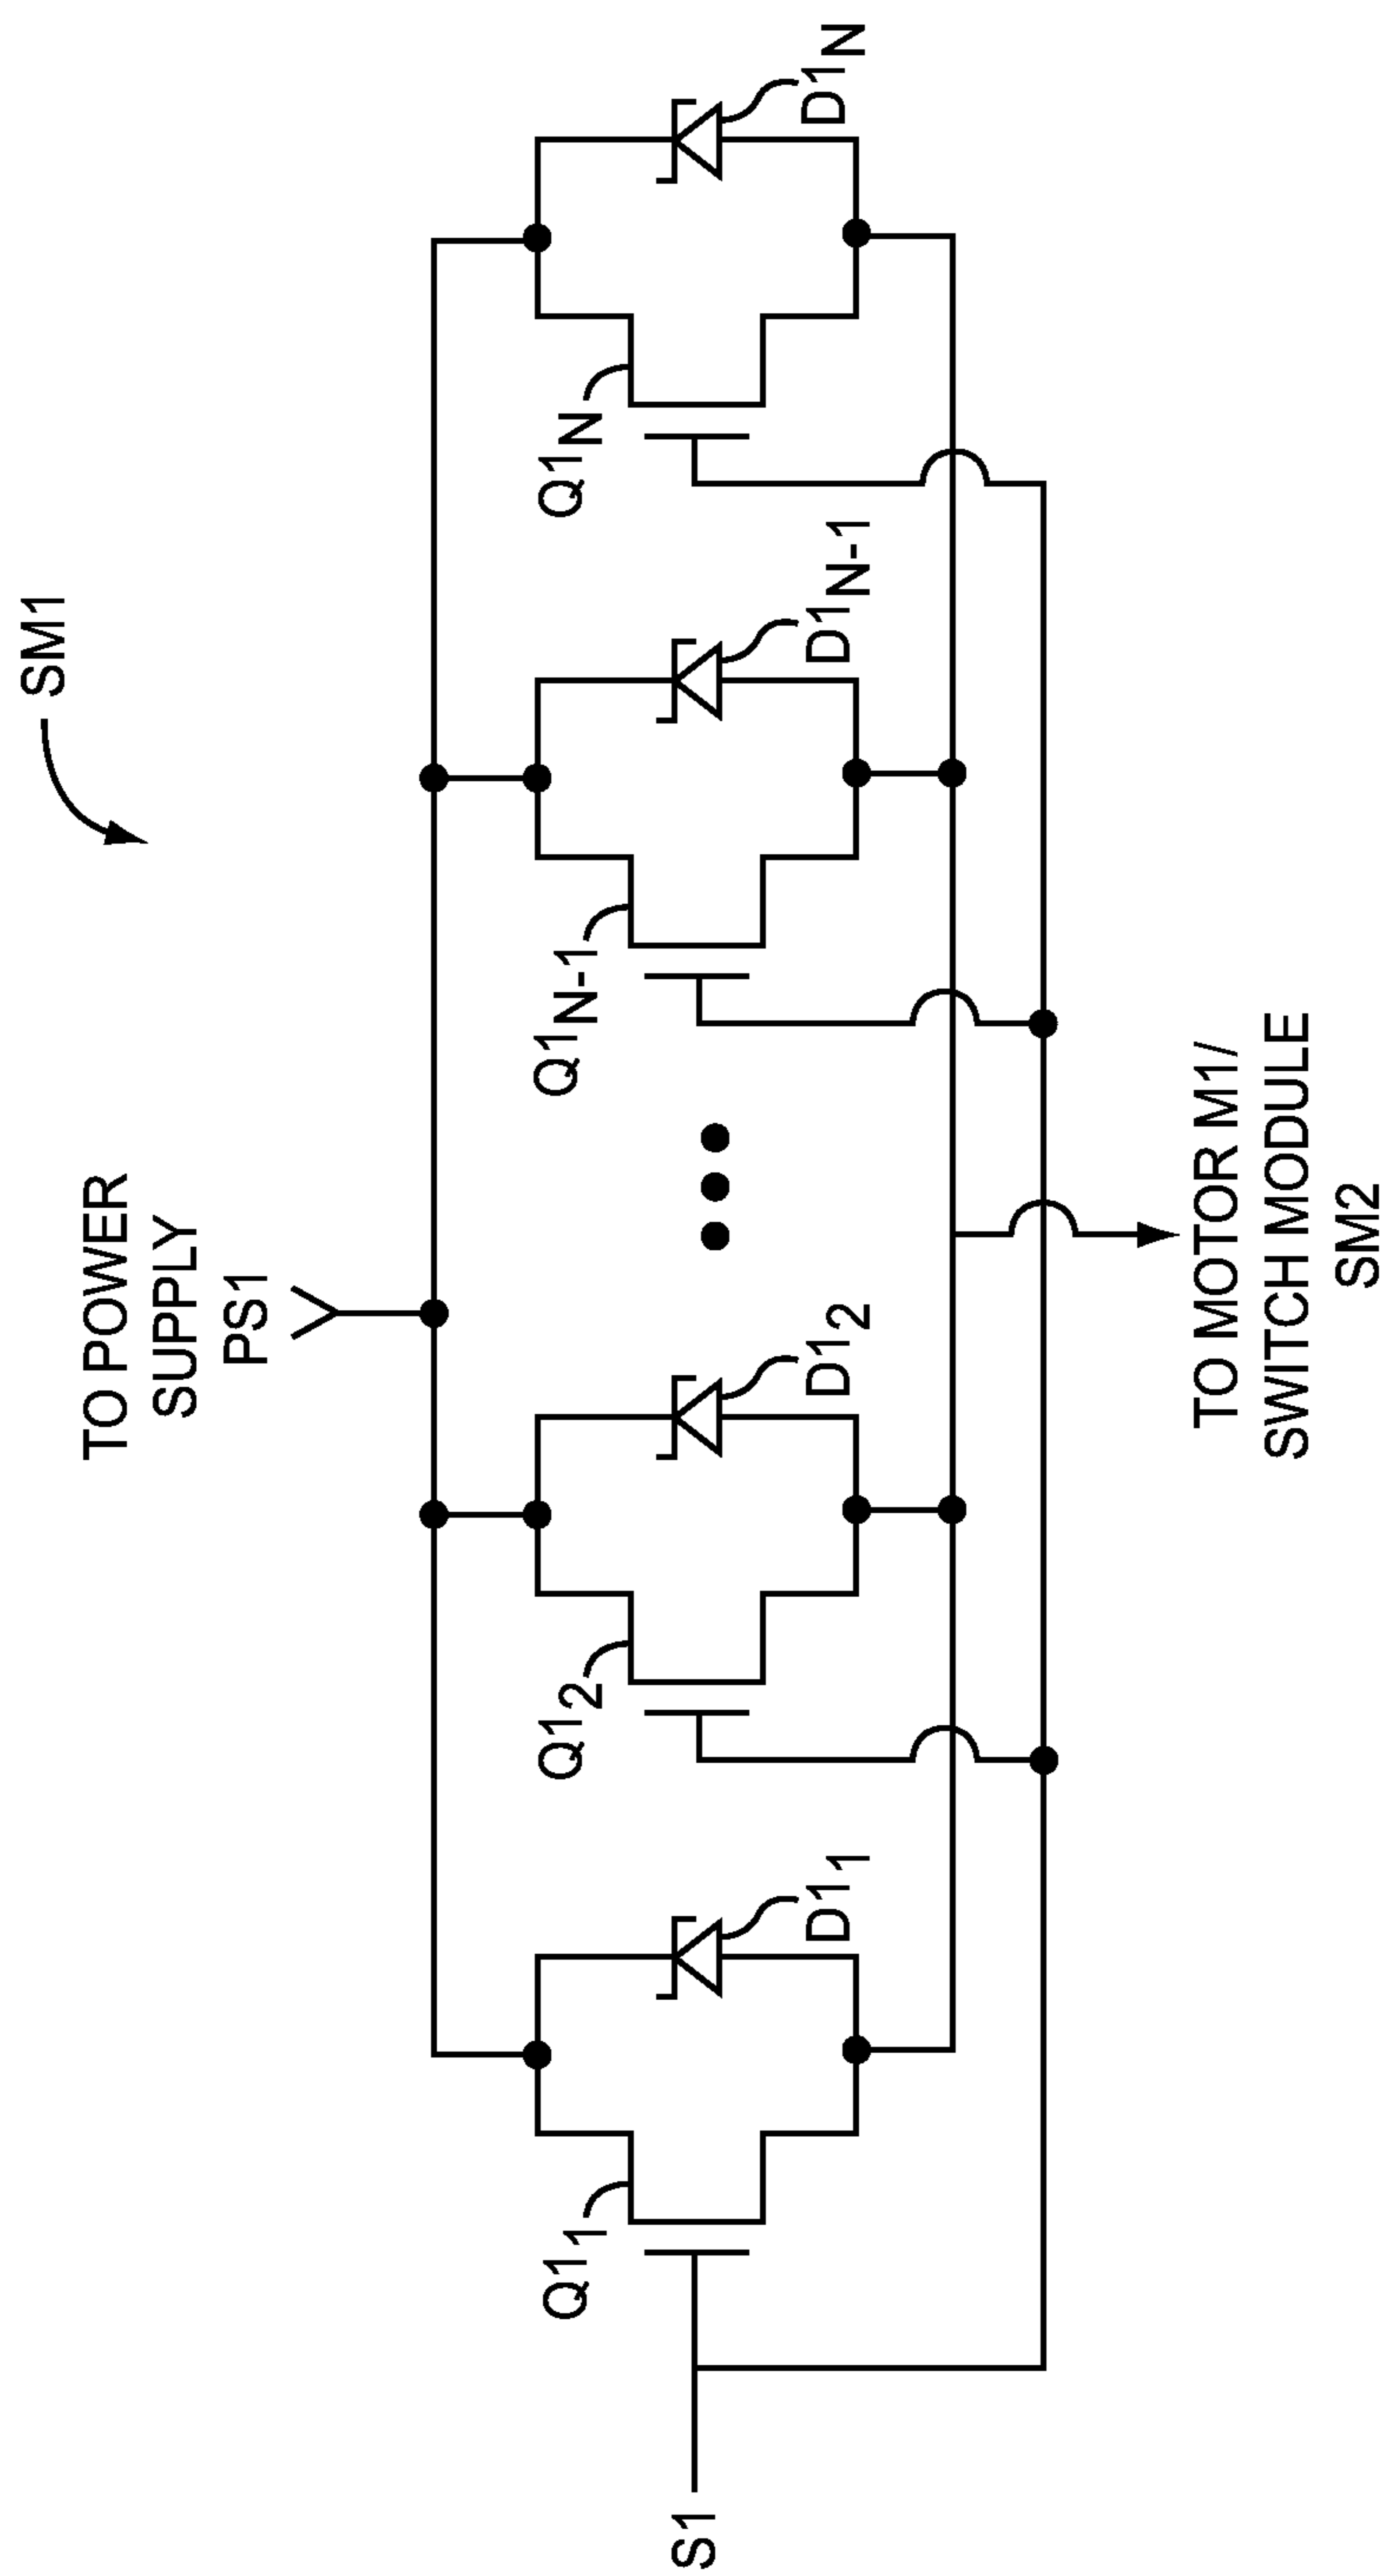 SM1
TO POWER
SUPPLY
PS1
Q1₁
D1₁
Q1₂
D1₂
Q1N-1
D1N-1
Q1N
D1N
S1
TO MOTOR M1/
SWITCH MODULE
SM2